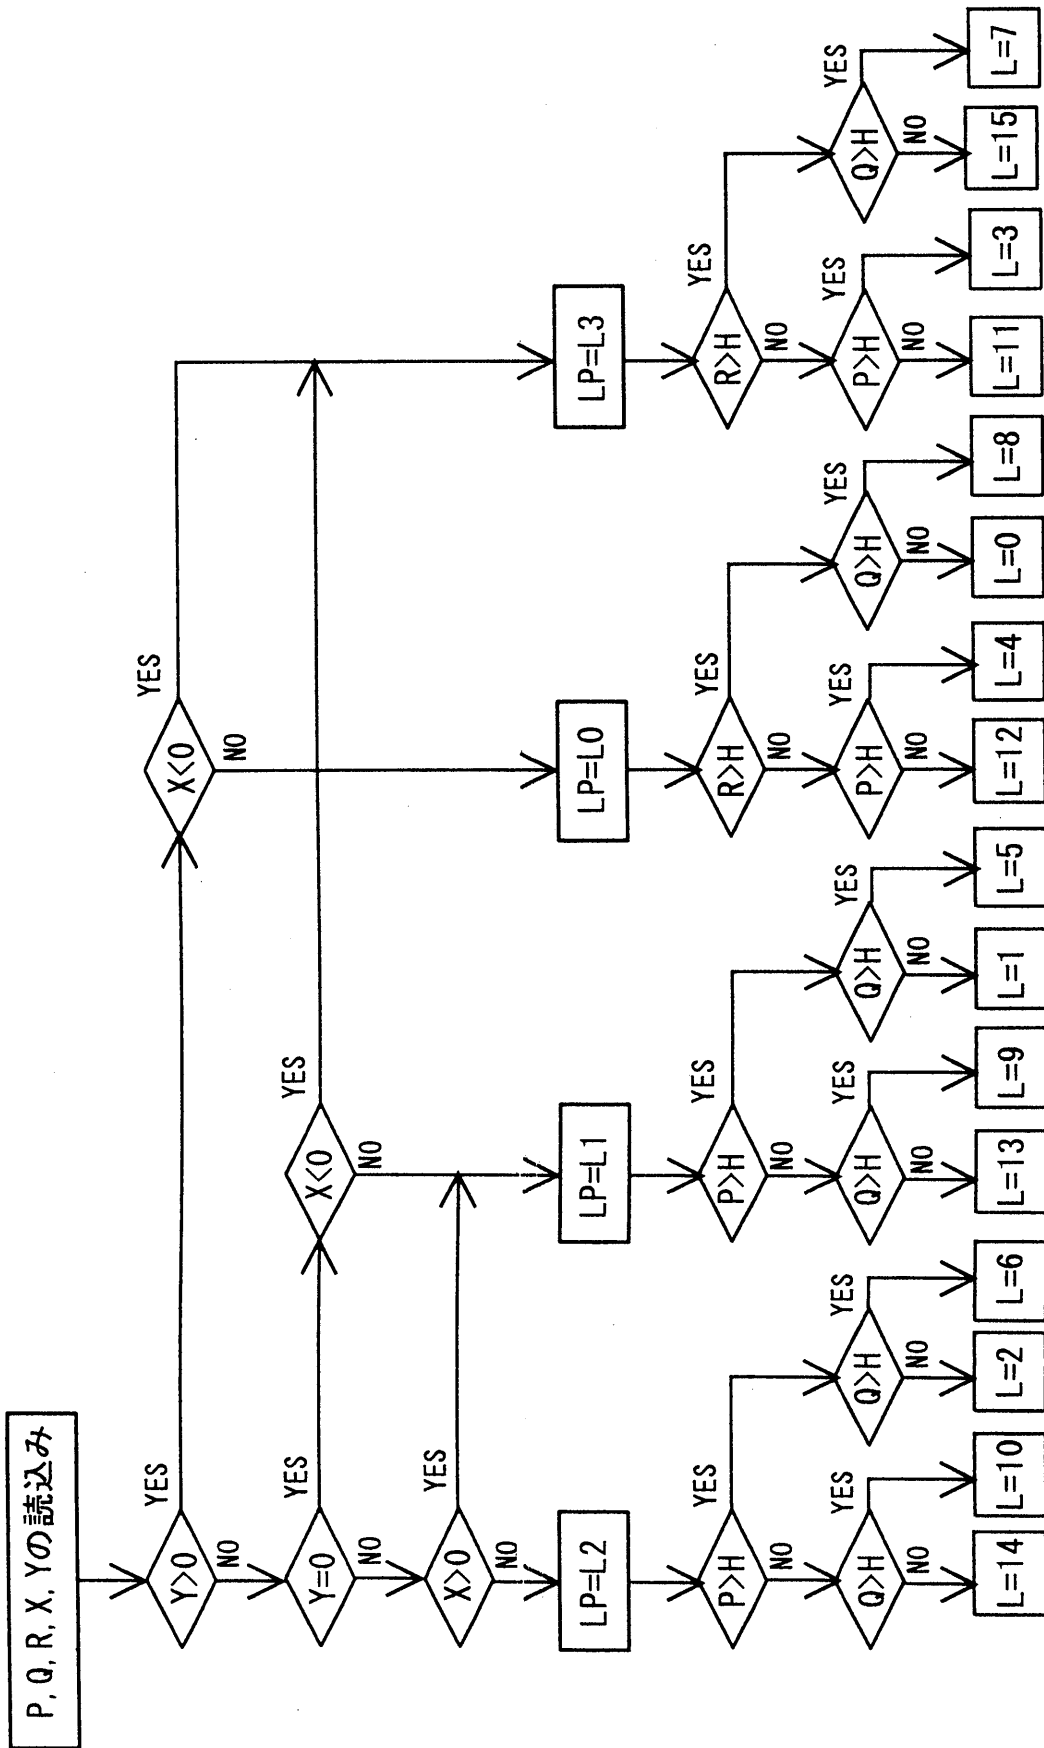 P, Q, R, X, Yの読込み
Y>0
YES
NO
X<0
YES
NO
Y=0
YES
NO
X<0
YES
NO
X>0
YES
NO
LP=L2
LP=L1
LP=L0
LP=L3
P>H
YES
NO
P>H
YES
NO
R>H
YES
NO
R>H
YES
NO
Q>H
YES
NO
Q>H
YES
NO
Q<H
YES
NO
Q>H
YES
NO
P>H
YES
NO
Q>H
YES
NO
P>H
YES
NO
Q>H
YES
NO
L=14
L=10
L=2
L=6
L=13
L=9
L=1
L=5
L=12
L=4
L=0
L=8
L=11
L=3
L=15
L=7